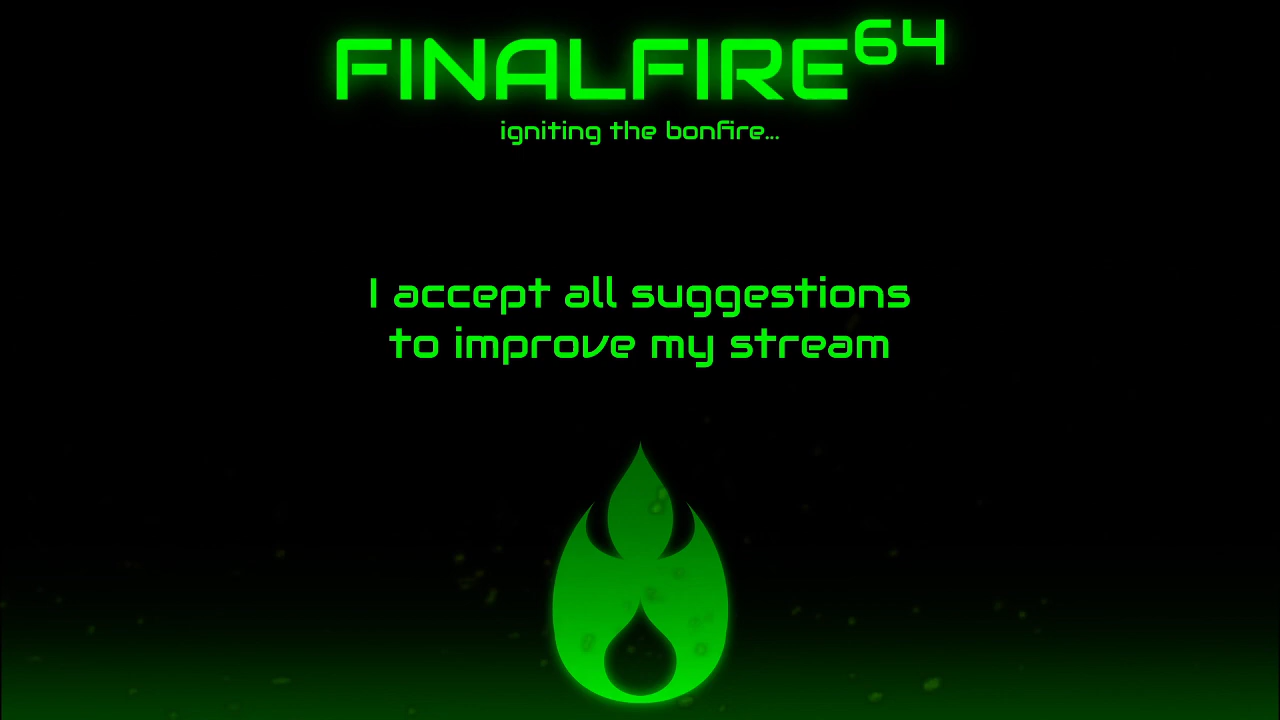 FINALFIRE64
igniting the bonfire...
I accept all suggestions
to improve my stream